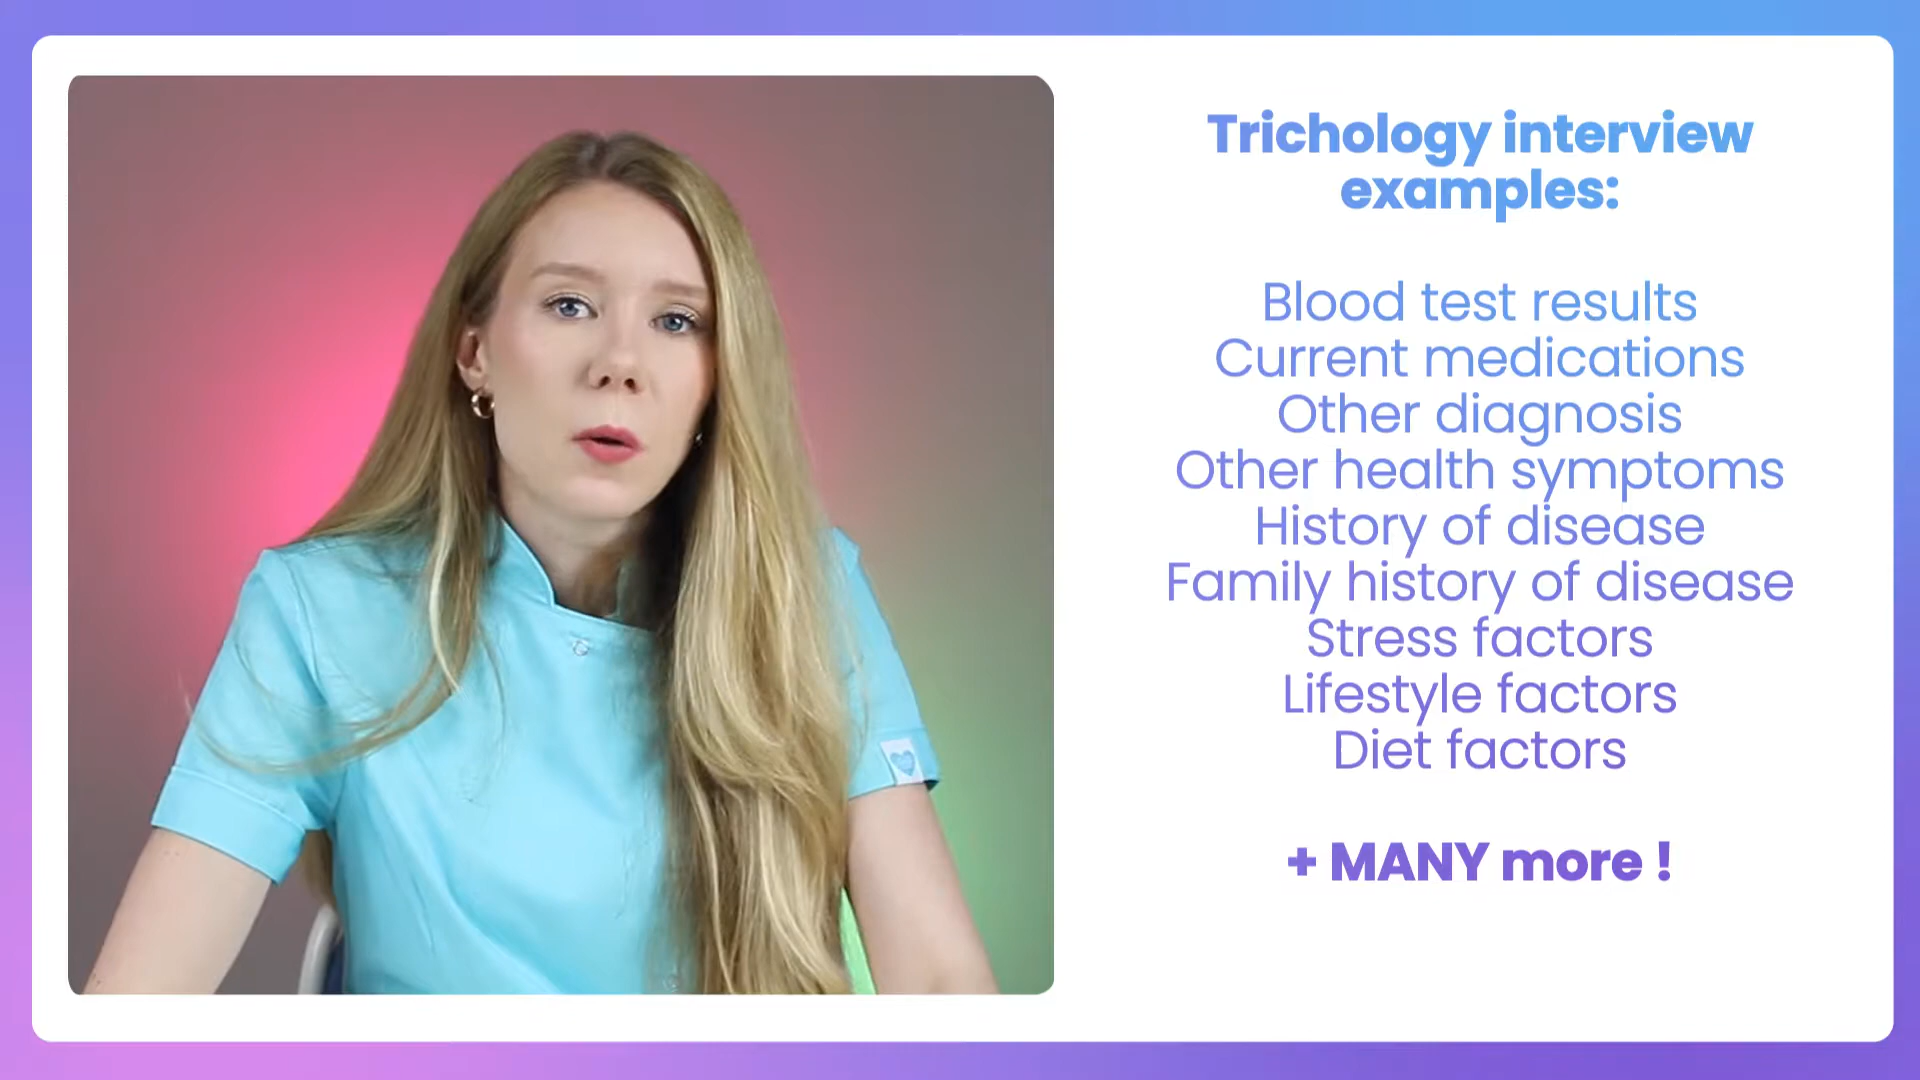 Trichology interview
examples:
Blood test results
Current medications
Other diagnosis
Other health symptoms
History of disease
Family history of disease
Stress factors
Lifestyle factors
Diet factors
+ MANY more !